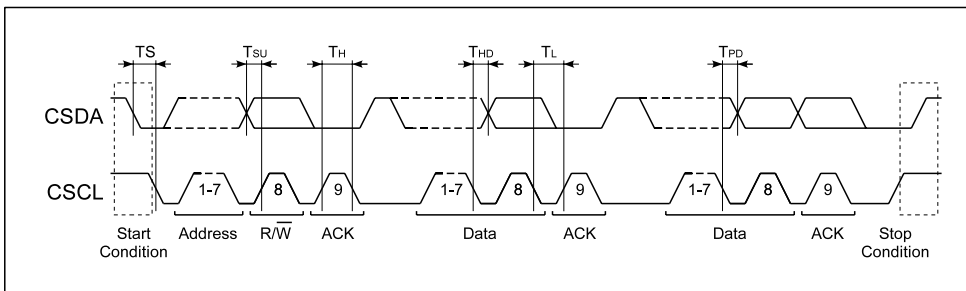 TS TSU TH THD TL TPD
CSDA
CSCL 1-7 8 9 1-7 8 9 1-7 8 9
Start Condition Address R/W̅ ACK Data ACK Data ACK Stop Condition